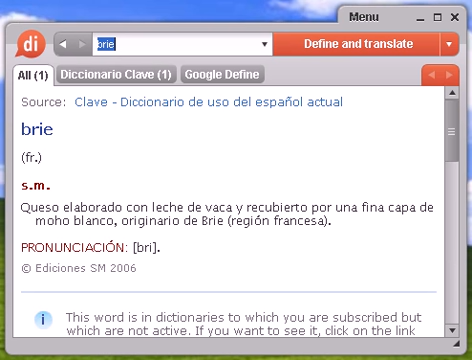 Menu
di
brie
Define and translate
All (1)
Diccionario Clave (1)
Google Define
Source: Clave - Diccionario de uso del español actual
brie
(fr.)
s.m.
Queso elaborado con leche de vaca y recubierto por una fina capa de
moho blanco, originario de Brie (región francesa).
PRONUNCIACIÓN: [bri].
© Ediciones SM 2006
i
This word is in dictionaries to which you are subscribed but
which are not active. If you want to see it, click on the link